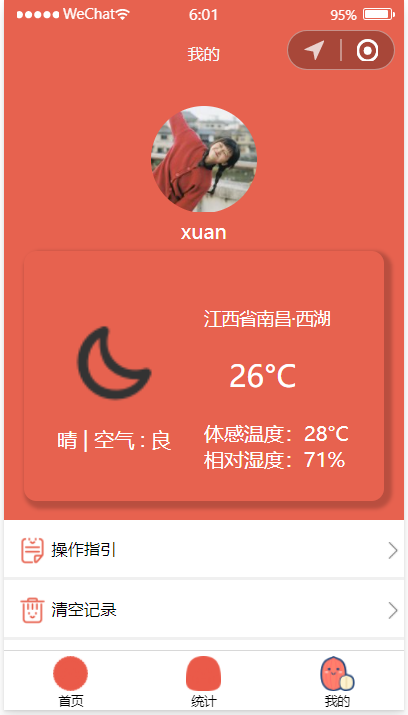 WeChat 6:01 95%
我的
xuan
江西省南昌·西湖
26°C
晴 | 空气 : 良
体感温度：28°C
相对湿度：71%
操作指引
清空记录
首页 统计 我的